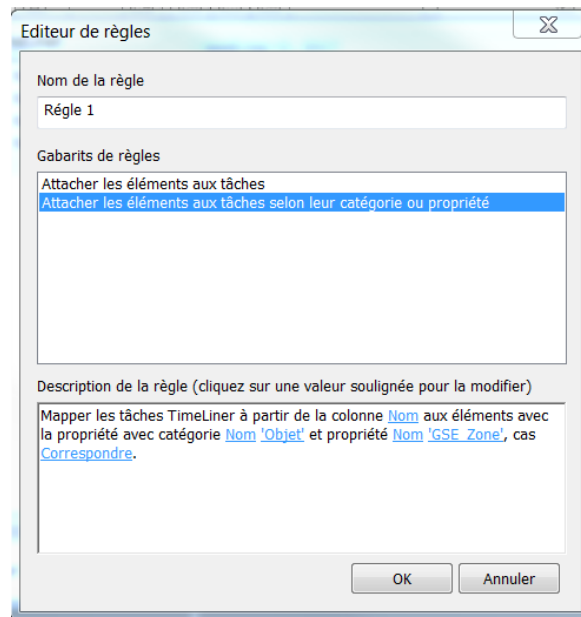 Editeur de règles
Nom de la règle
Régle 1
Gabarits de règles
Attacher les éléments aux tâches
Attacher les éléments aux tâches selon leur catégorie ou propriété
Description de la règle (cliquez sur une valeur soulignée pour la modifier)
Mapper les tâches TimeLiner à partir de la colonne Nom aux éléments avec
la propriété avec catégorie Nom 'Objet' et propriété Nom 'GSE_Zone', cas
Correspondre.
OK
Annuler